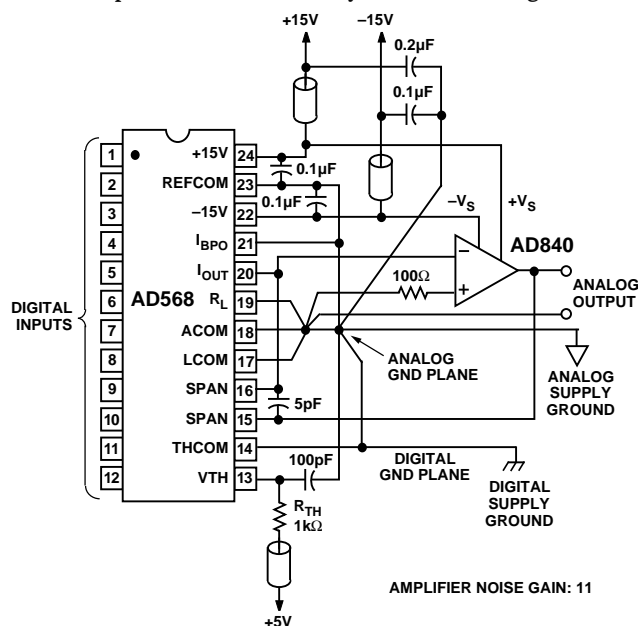 +15V
–15V
0.2µF
0.1µF
DIGITAL INPUTS
1
2
3
4
5
6
7
8
9
10
11
12
AD568
+15V 24
REFCOM 23
–15V 22
IBPO 21
IOUT 20
RL 19
ACOM 18
LCOM 17
SPAN 16
SPAN 15
THCOM 14
VTH 13
0.1µF
0.1µF
–VS
+VS
AD840
–
+
100Ω
ANALOG OUTPUT
ANALOG GND PLANE
ANALOG SUPPLY GROUND
5pF
DIGITAL GND PLANE
DIGITAL SUPPLY GROUND
100pF
RTH
1kΩ
+5V
AMPLIFIER NOISE GAIN: 11